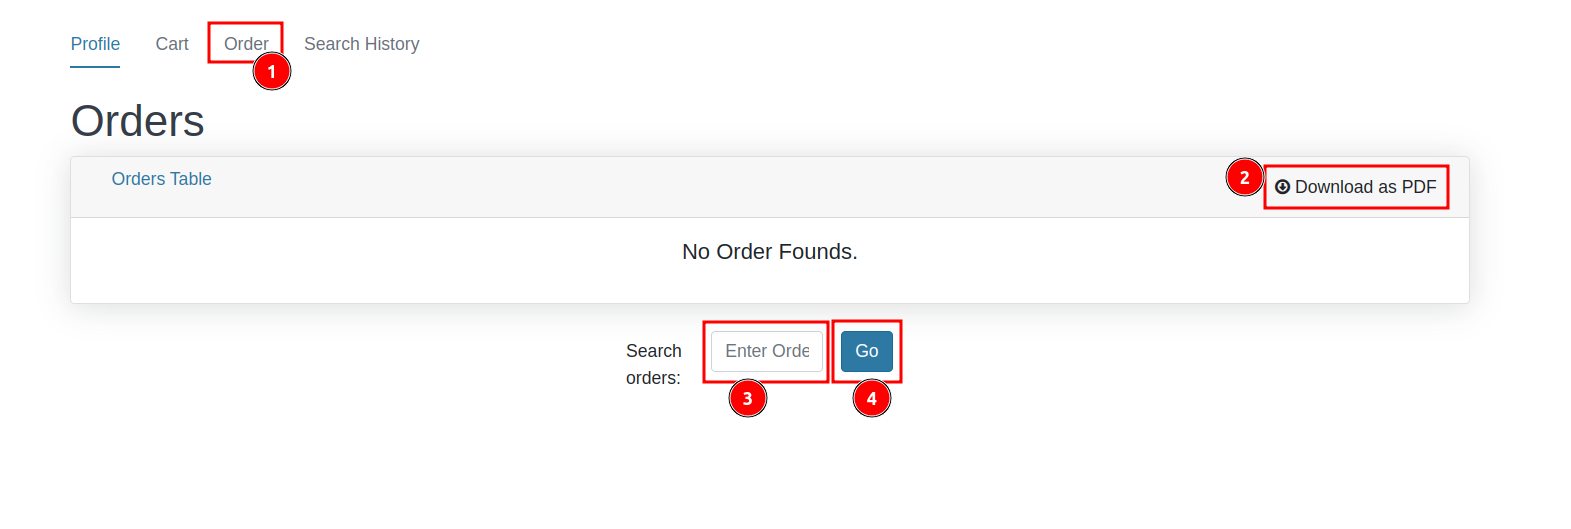 Profile Cart Order Search History
1
Orders
Orders Table
2 Download as PDF
No Order Founds.
Search Enter Orde Go
orders:
3 4